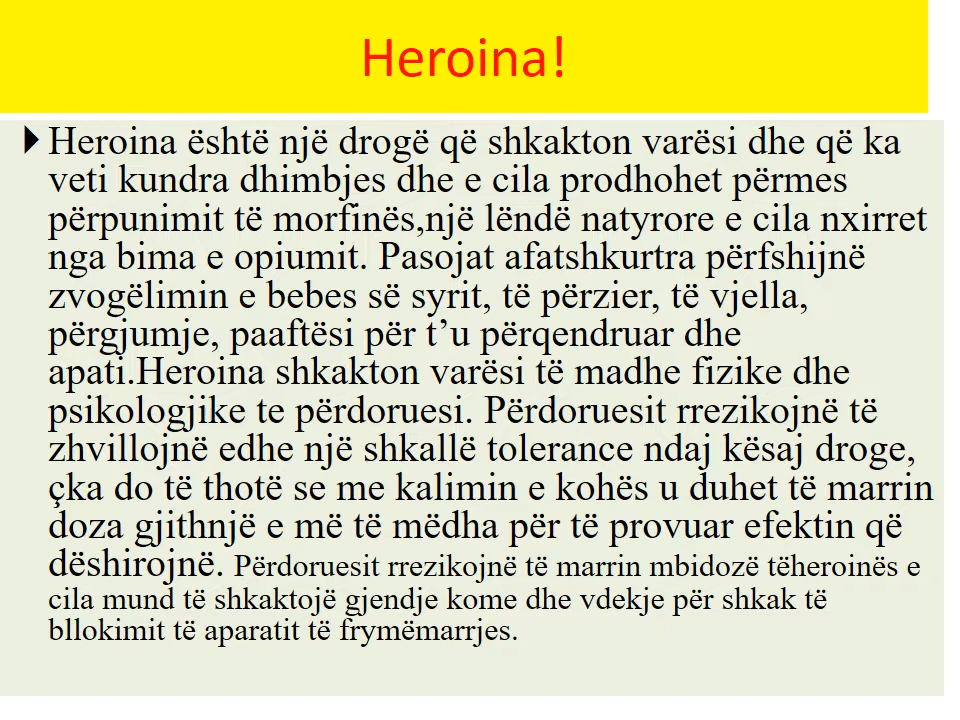 Heroina!
Heroina është një drogë që shkakton varësi dhe që ka
veti kundra dhimbjes dhe e cila prodhohet përmes
përpunimit të morfinës,një lëndë natyrore e cila nxirret
nga bima e opiumit. Pasojat afatshkurtra përfshijnë
zvogëlimin e bebes së syrit, të përzier, të vjella,
përgjumje, paaftësi për t’u përqendruar dhe
apati.Heroina shkakton varësi të madhe fizike dhe
psikologjike te përdoruesi. Përdoruesit rrezikojnë të
zhvillojnë edhe një shkallë tolerance ndaj kësaj droge,
çka do të thotë se me kalimin e kohës u duhet të marrin
doza gjithnjë e më të mëdha për të provuar efektin që
dëshirojnë. Përdoruesit rrezikojnë të marrin mbidozë tëheroinës e
cila mund të shkaktojë gjendje kome dhe vdekje për shkak të
bllokimit të aparatit të frymëmarrjes.